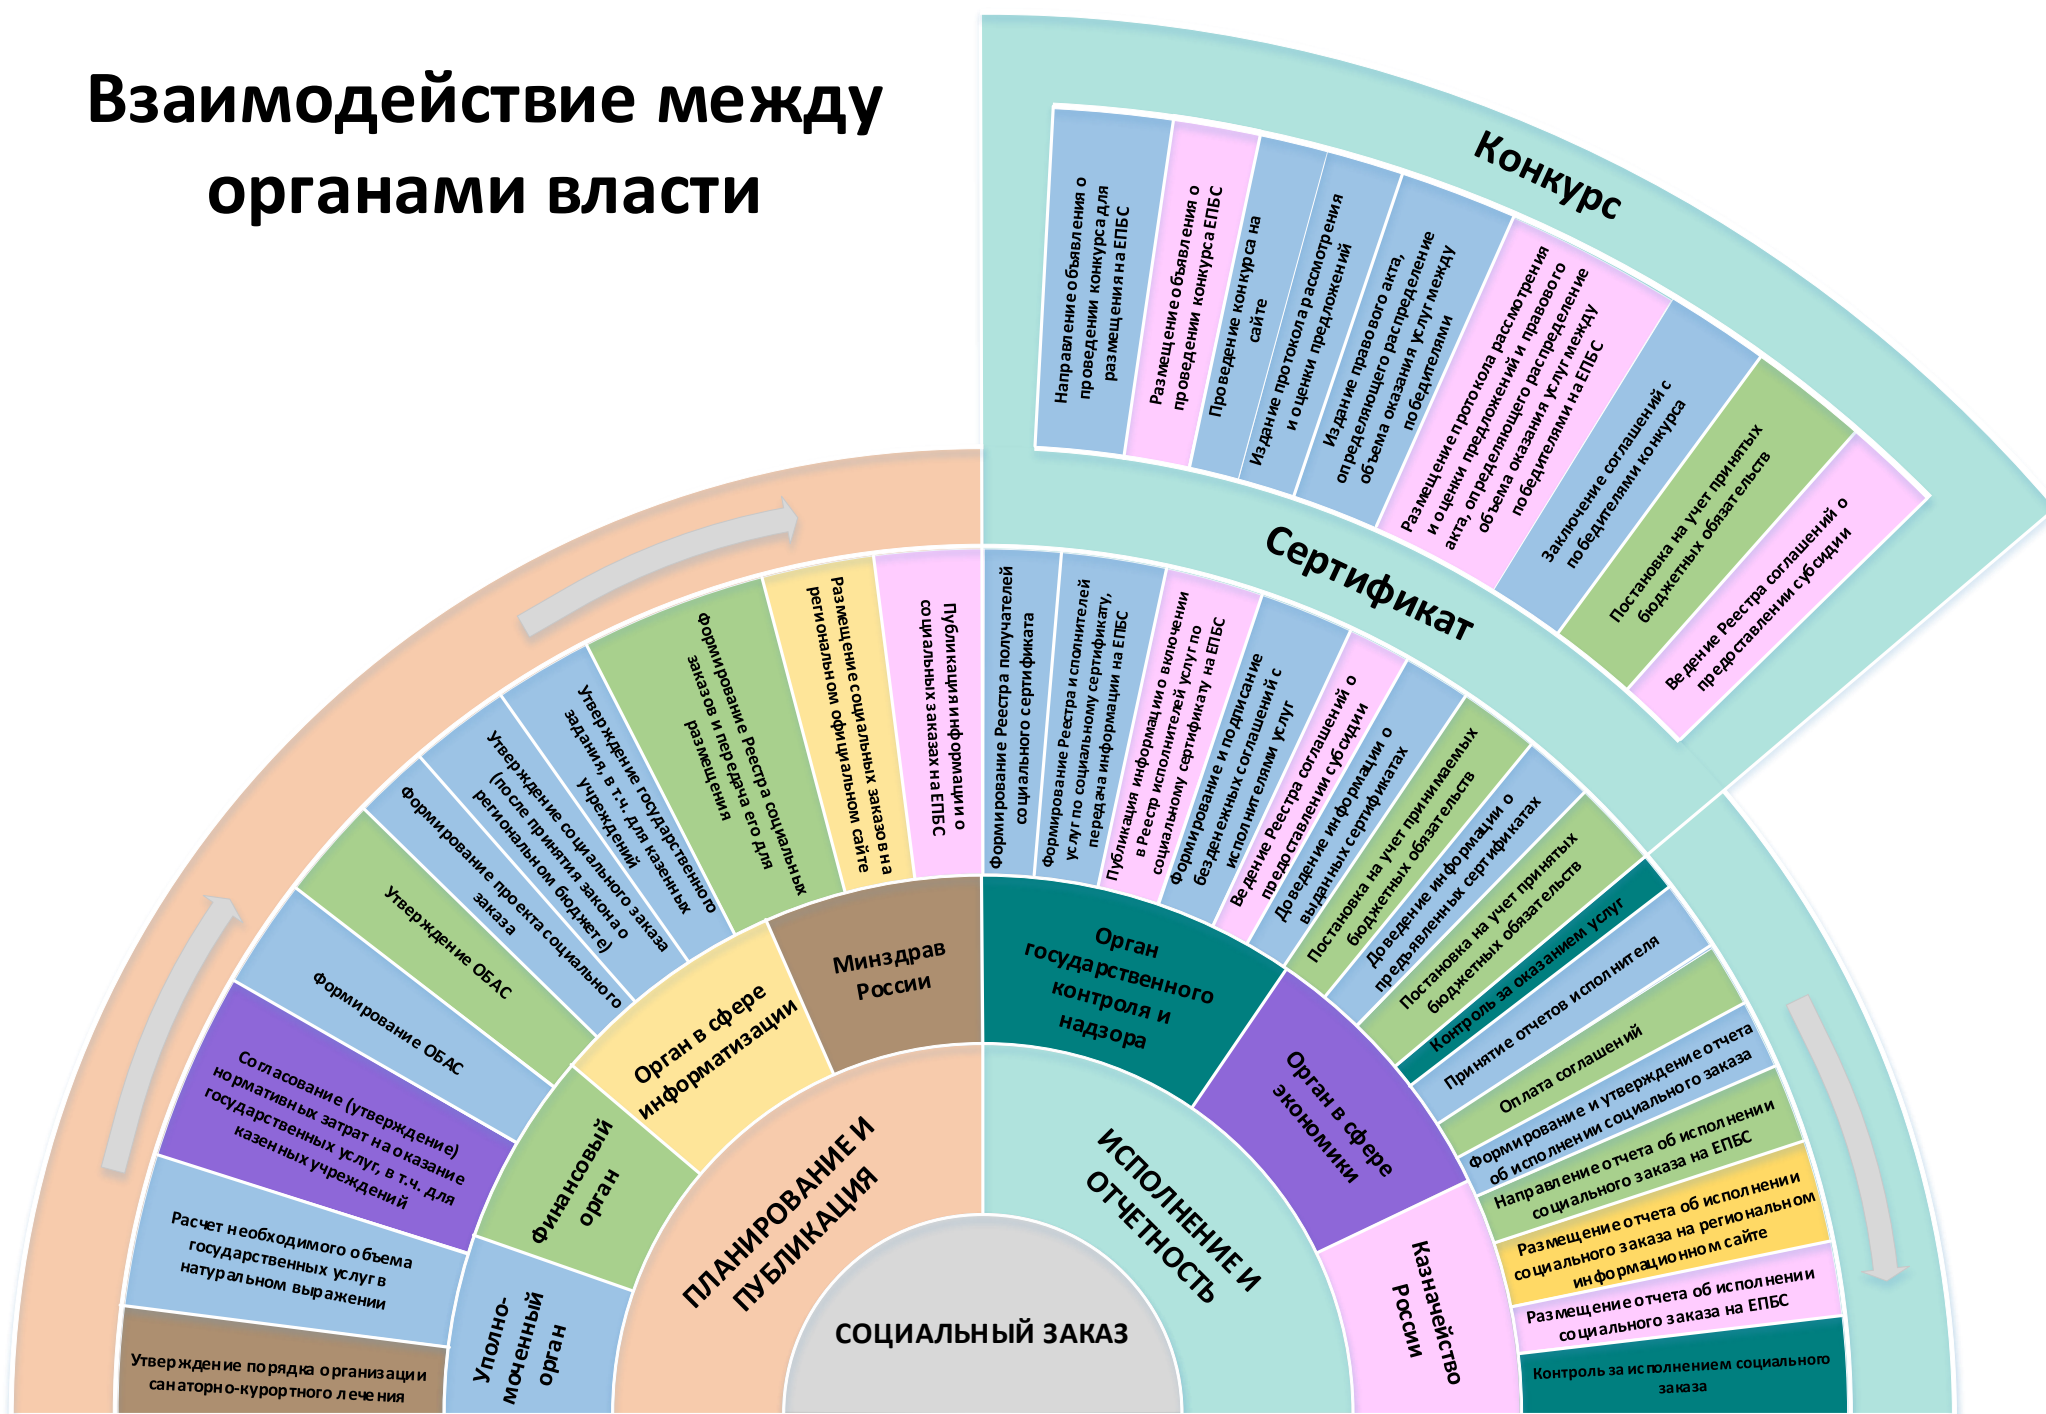 Взаимодействие между
органами власти
Конкурс
Направление объявления о
проведении конкурса для
размещения на ЕПБС
Размещение объявления о
проведении конкурса ЕПБС
Проведение конкурса на
сайте
Издание протокола рассмотрения
и оценки предложений
Издание правового акта,
определяющего распределение
объема оказания услуг между
победителями
Размещение протокола рассмотрения
и оценки предложений и правового
акта, определяющего распределение
объема оказания услуг между
победителями на ЕПБС
Заключение соглашений с
победителями конкурса
Постановка на учет принятых
бюджетных обязательств
Ведение Реестра соглашений о
предоставлении субсидии
Сертификат
Утверждение порядка организации
санаторно-курортного лечения
Расчет необходимого объема
государственных услуг в
натуральном выражении
Согласование (утверждение)
нормативных затрат на оказание
государственных услуг, в т.ч. для
казенных учреждений
Формирование ОБАС
Утверждение ОБАС
Формирование проекта социального
заказа
Утверждение социального заказа
(после принятия закона о
региональном бюджете)
Утверждение государственного
задания, в т.ч. для казенных
учреждений
Формирование Реестра социальных
заказов и передача его для
размещения
Размещение социальных заказов на
региональном официальном сайте
Публикация информации о
социальных заказах на ЕПБС
Формирование Реестра получателей
социального сертификата
Формирование Реестра исполнителей
услуг по социальному сертификату,
передача информации на ЕПБС
Публикация информацио включении
в Реестр исполнителей услуг по
социальному сертификату на ЕПБС
Формирование и подписание
безденежных соглашений с
исполнителями услуг
Ведение Реестра соглашений о
предоставлении субсидии
Доведение информации о
выданных сертификатах
Постановка на учет принимаемых
бюджетных обязательств
Доведение информации о
предъявленных сертификатах
Постановка на учет принятых
бюджетных обязательств
Контроль за оказанием услуг
Принятие отчетов исполнителя
Оплата соглашений
Формирование и утверждение отчета
об исполнении социального заказа
Направление отчета об исполнении
социального заказа на ЕПБС
Размещение отчета об исполнении
социального заказа на региональном
информационном сайте
Размещение отчета об исполнении
социального заказа на ЕПБС
Контроль за исполнением социального
заказа
Уполно-
моченный
орган
Финансовый
орган
Орган в сфере
информатизации
Минздрав
России
Орган
государственного
контроля и
надзора
Орган в сфере
экономики
Казначейство
России
ПЛАНИРОВАНИЕ И
ПУБЛИКАЦИЯ
ИСПОЛНЕНИЕ И
ОТЧЕТНОСТЬ
СОЦИАЛЬНЫЙ ЗАКАЗ